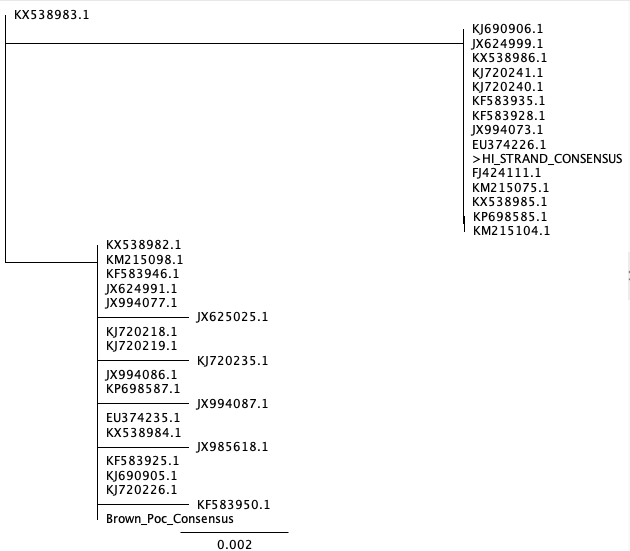 KX538983.1
KJ690906.1
JX624999.1
KX538986.1
KJ720241.1
KJ720240.1
KF583935.1
KF583928.1
JX994073.1
EU374226.1
>HI_STRAND_CONSENSUS
FJ424111.1
KM215075.1
KX538985.1
KP698585.1
KM215104.1
KX538982.1
KM215098.1
KF583946.1
JX624991.1
JX994077.1
JX625025.1
KJ720218.1
KJ720219.1
KJ720235.1
JX994086.1
KP698587.1
JX994087.1
EU374235.1
KX538984.1
JX985618.1
KF583925.1
KJ690905.1
KJ720226.1
KF583950.1
Brown_Poc_Consensus
0.002